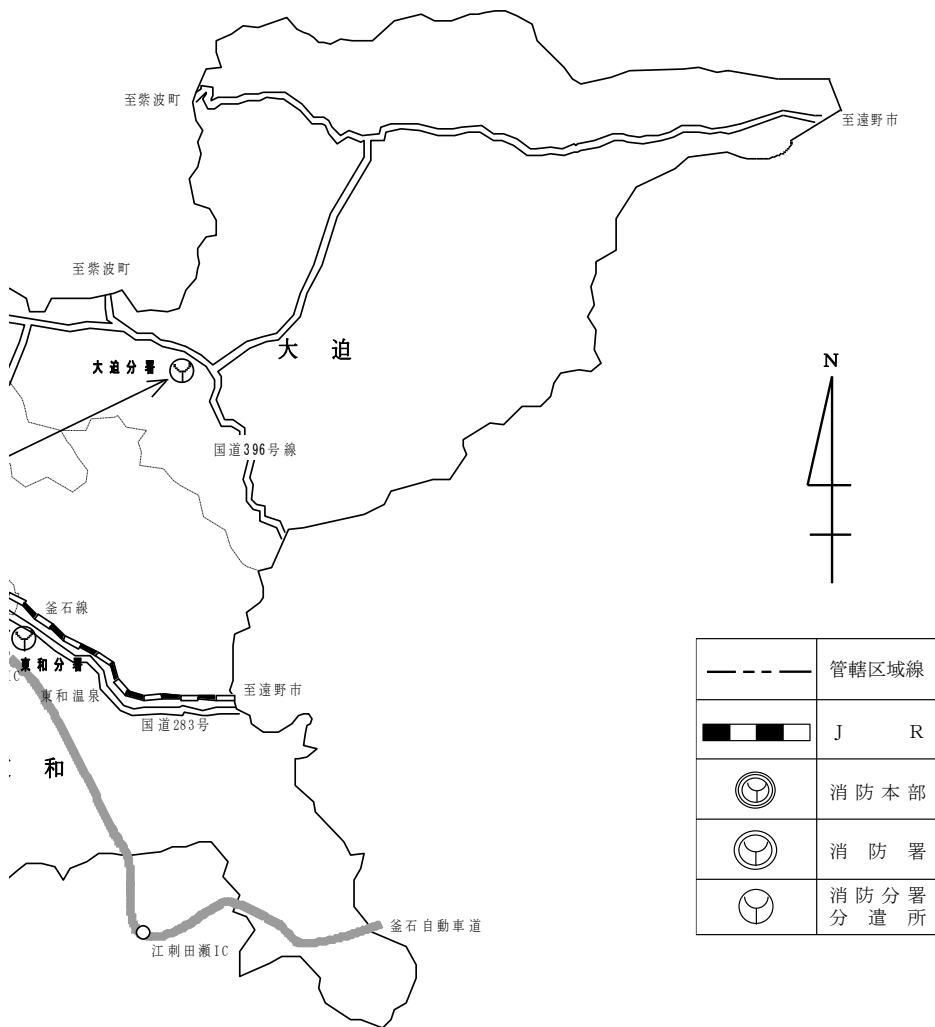 至紫波町
至遠野市
至紫波町
大迫
大迫分署
N
国道396号線
釜石線
東和分署
IC
東和温泉
至遠野市
国道283号
和
釜石自動車道
江刺田瀬IC
管轄区域線
JR
消防本部
消防署
消防分署
分遣所